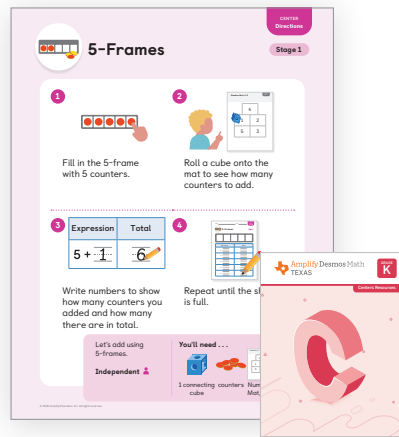 CENTER
Directions
5-Frames
Stage 1
1
Fill in the 5-frame
with 5 counters.
2
Roll a cube onto the
mat to see how many
counters to add.
3
Expression Total
5 + 1 6
Write numbers to show
how many counters you
added and how many
there are in total.
4
Repeat until the
is full.
Let's add using
5-frames.
Independent
You'll need . . .
1 connecting
cube
counters
Mat,
Amplify Desmos Math
TEXAS
GRADE
K
Centers Resources